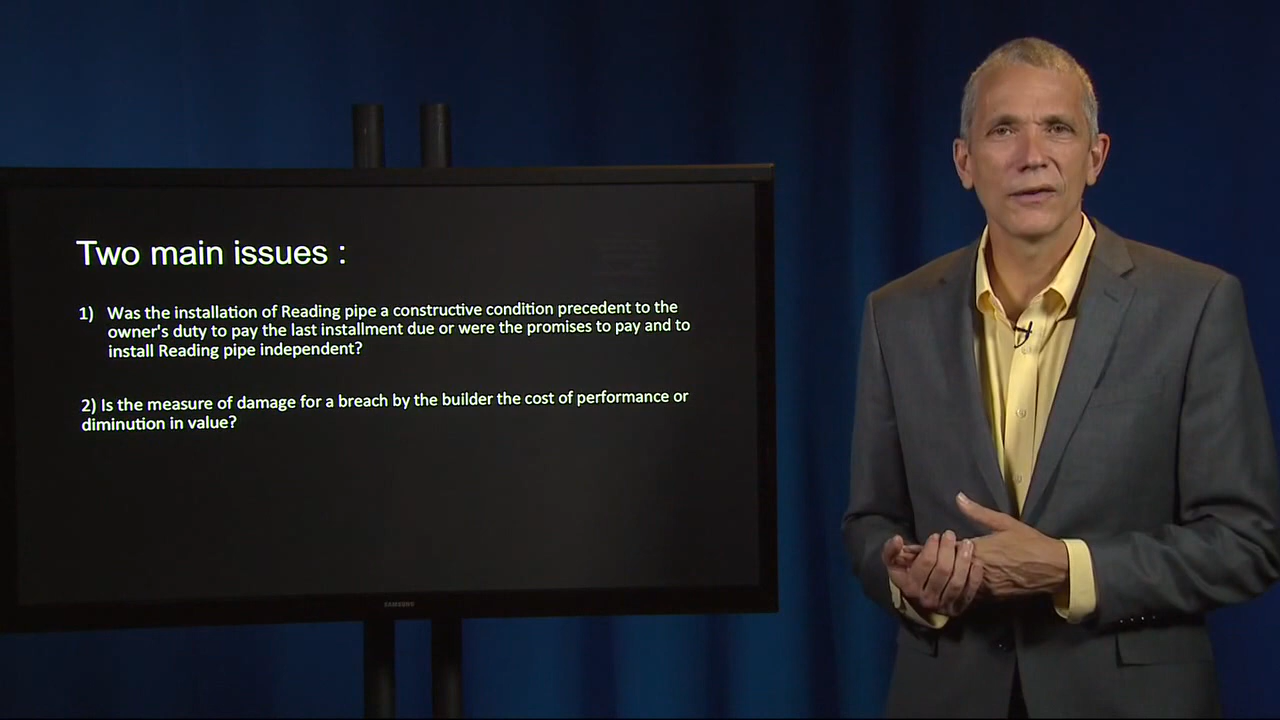 Two main issues :
1) Was the installation of Reading pipe a constructive condition precedent to the
owner's duty to pay the last installment due or were the promises to pay and to
install Reading pipe independent?
2) Is the measure of damage for a breach by the builder the cost of performance or
diminution in value?
SAMSUNG